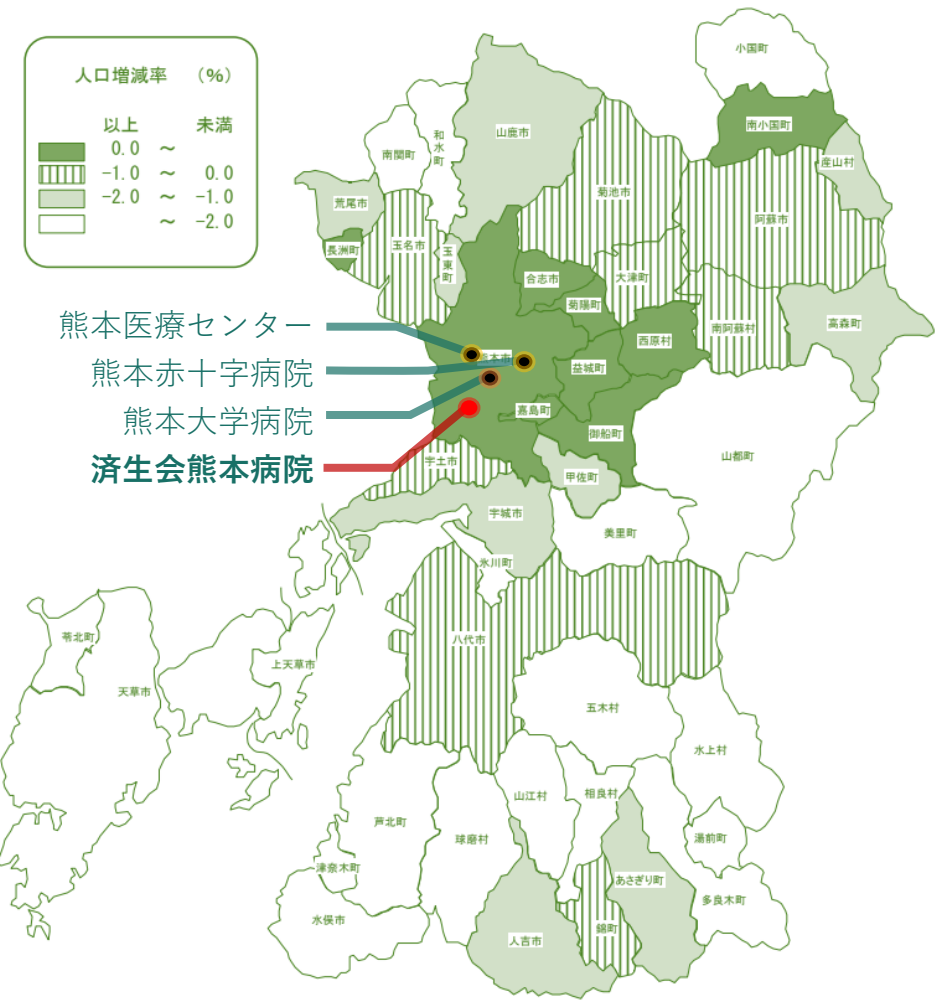 人口増減率 (%)
以上 未満
0.0 ～
-1.0 ～ 0.0
-2.0 ～ -1.0
～ -2.0
小国町
南小国町
産山村
山鹿市
和水町
南関町
菊池市
阿蘇市
荒尾市
長洲町
玉名市
玉東町
合志市
大津町
菊陽町
南阿蘇村
高森町
西原村
熊本市
益城町
嘉島町
御船町
山都町
宇土市
甲佐町
宇城市
美里町
氷川町
熊本医療センター
熊本赤十字病院
熊本大学病院
済生会熊本病院
八代市
苓北町
上天草市
天草市
五木村
水上村
山江村
相良村
芦北町
球磨村
湯前町
津奈木町
あさぎり町
多良木町
水俣市
錦町
人吉市